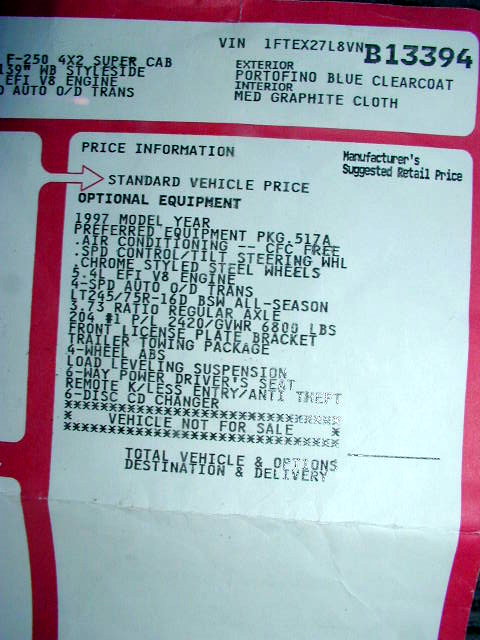 F-250 4X2 SUPER CAB
139" WB STYLESIDE
EFI V8 ENGINE
AUTO O/D TRANS
VIN 1FTEX27L8VNB13394
EXTERIOR
PORTOFINO BLUE CLEARCOAT
INTERIOR
MED GRAPHITE CLOTH
PRICE INFORMATION
Manufacturer's
Suggested Retail Price
STANDARD VEHICLE PRICE
OPTIONAL EQUIPMENT
1997 MODEL YEAR
PREFERRED EQUIPMENT PKG.517A
.AIR CONDITIONING -- CFC FREE
.SPD CONTROL/TILT STEERING WHL
.CHROME STYLED STEEL WHEELS
5.4L EFI V8 ENGINE
4-SPD AUTO O/D TRANS
LT245/75R-16D BSW ALL-SEASON
3.73 RATIO REGULAR AXLE
204 #1 P/L 2420/GVWR 6800 LBS
FRONT LICENSE PLATE BRACKET
TRAILER TOWING PACKAGE
4-WHEEL ABS
LOAD LEVELING SUSPENSION
6-WAY POWER DRIVER'S SEAT
REMOTE K/LESS ENTRY/ANTI THEFT
6-DISC CD CHANGER
********************************
* VEHICLE NOT FOR SALE *
********************************
TOTAL VEHICLE & OPTIONS
DESTINATION & DELIVERY